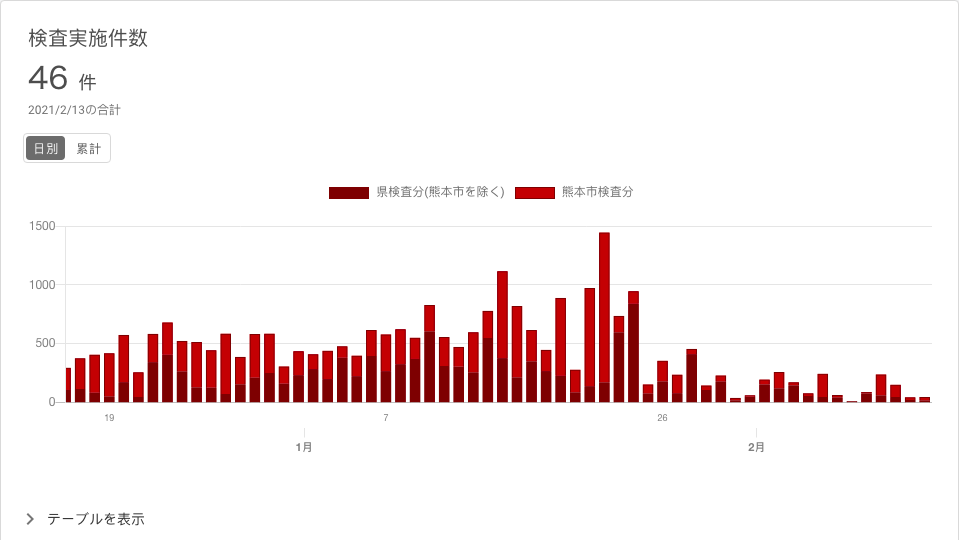 検査実施件数
46 件
2021/2/13の合計
日別 累計
県検査分(熊本市を除く) 熊本市検査分
1500
1000
500
0
19 7 26
1月 2月
テーブルを表示